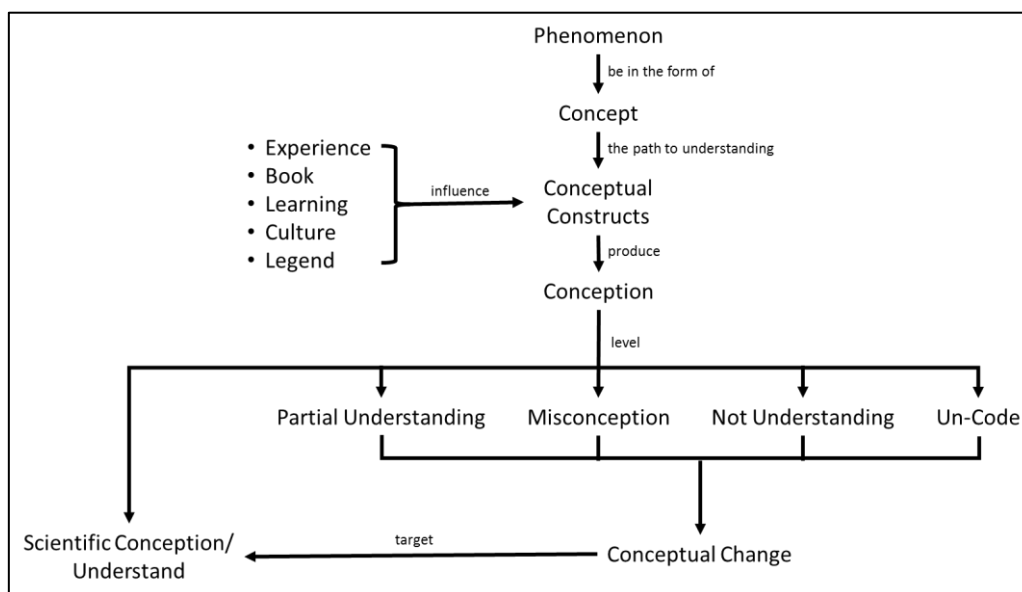 Phenomenon
be in the form of
Concept
the path to understanding
• Experience
• Book
• Learning
• Culture
• Legend
influence
Conceptual
Constructs
produce
Conception
level
Partial Understanding
Misconception
Not Understanding
Un-Code
Scientific Conception/
Understand
target
Conceptual Change